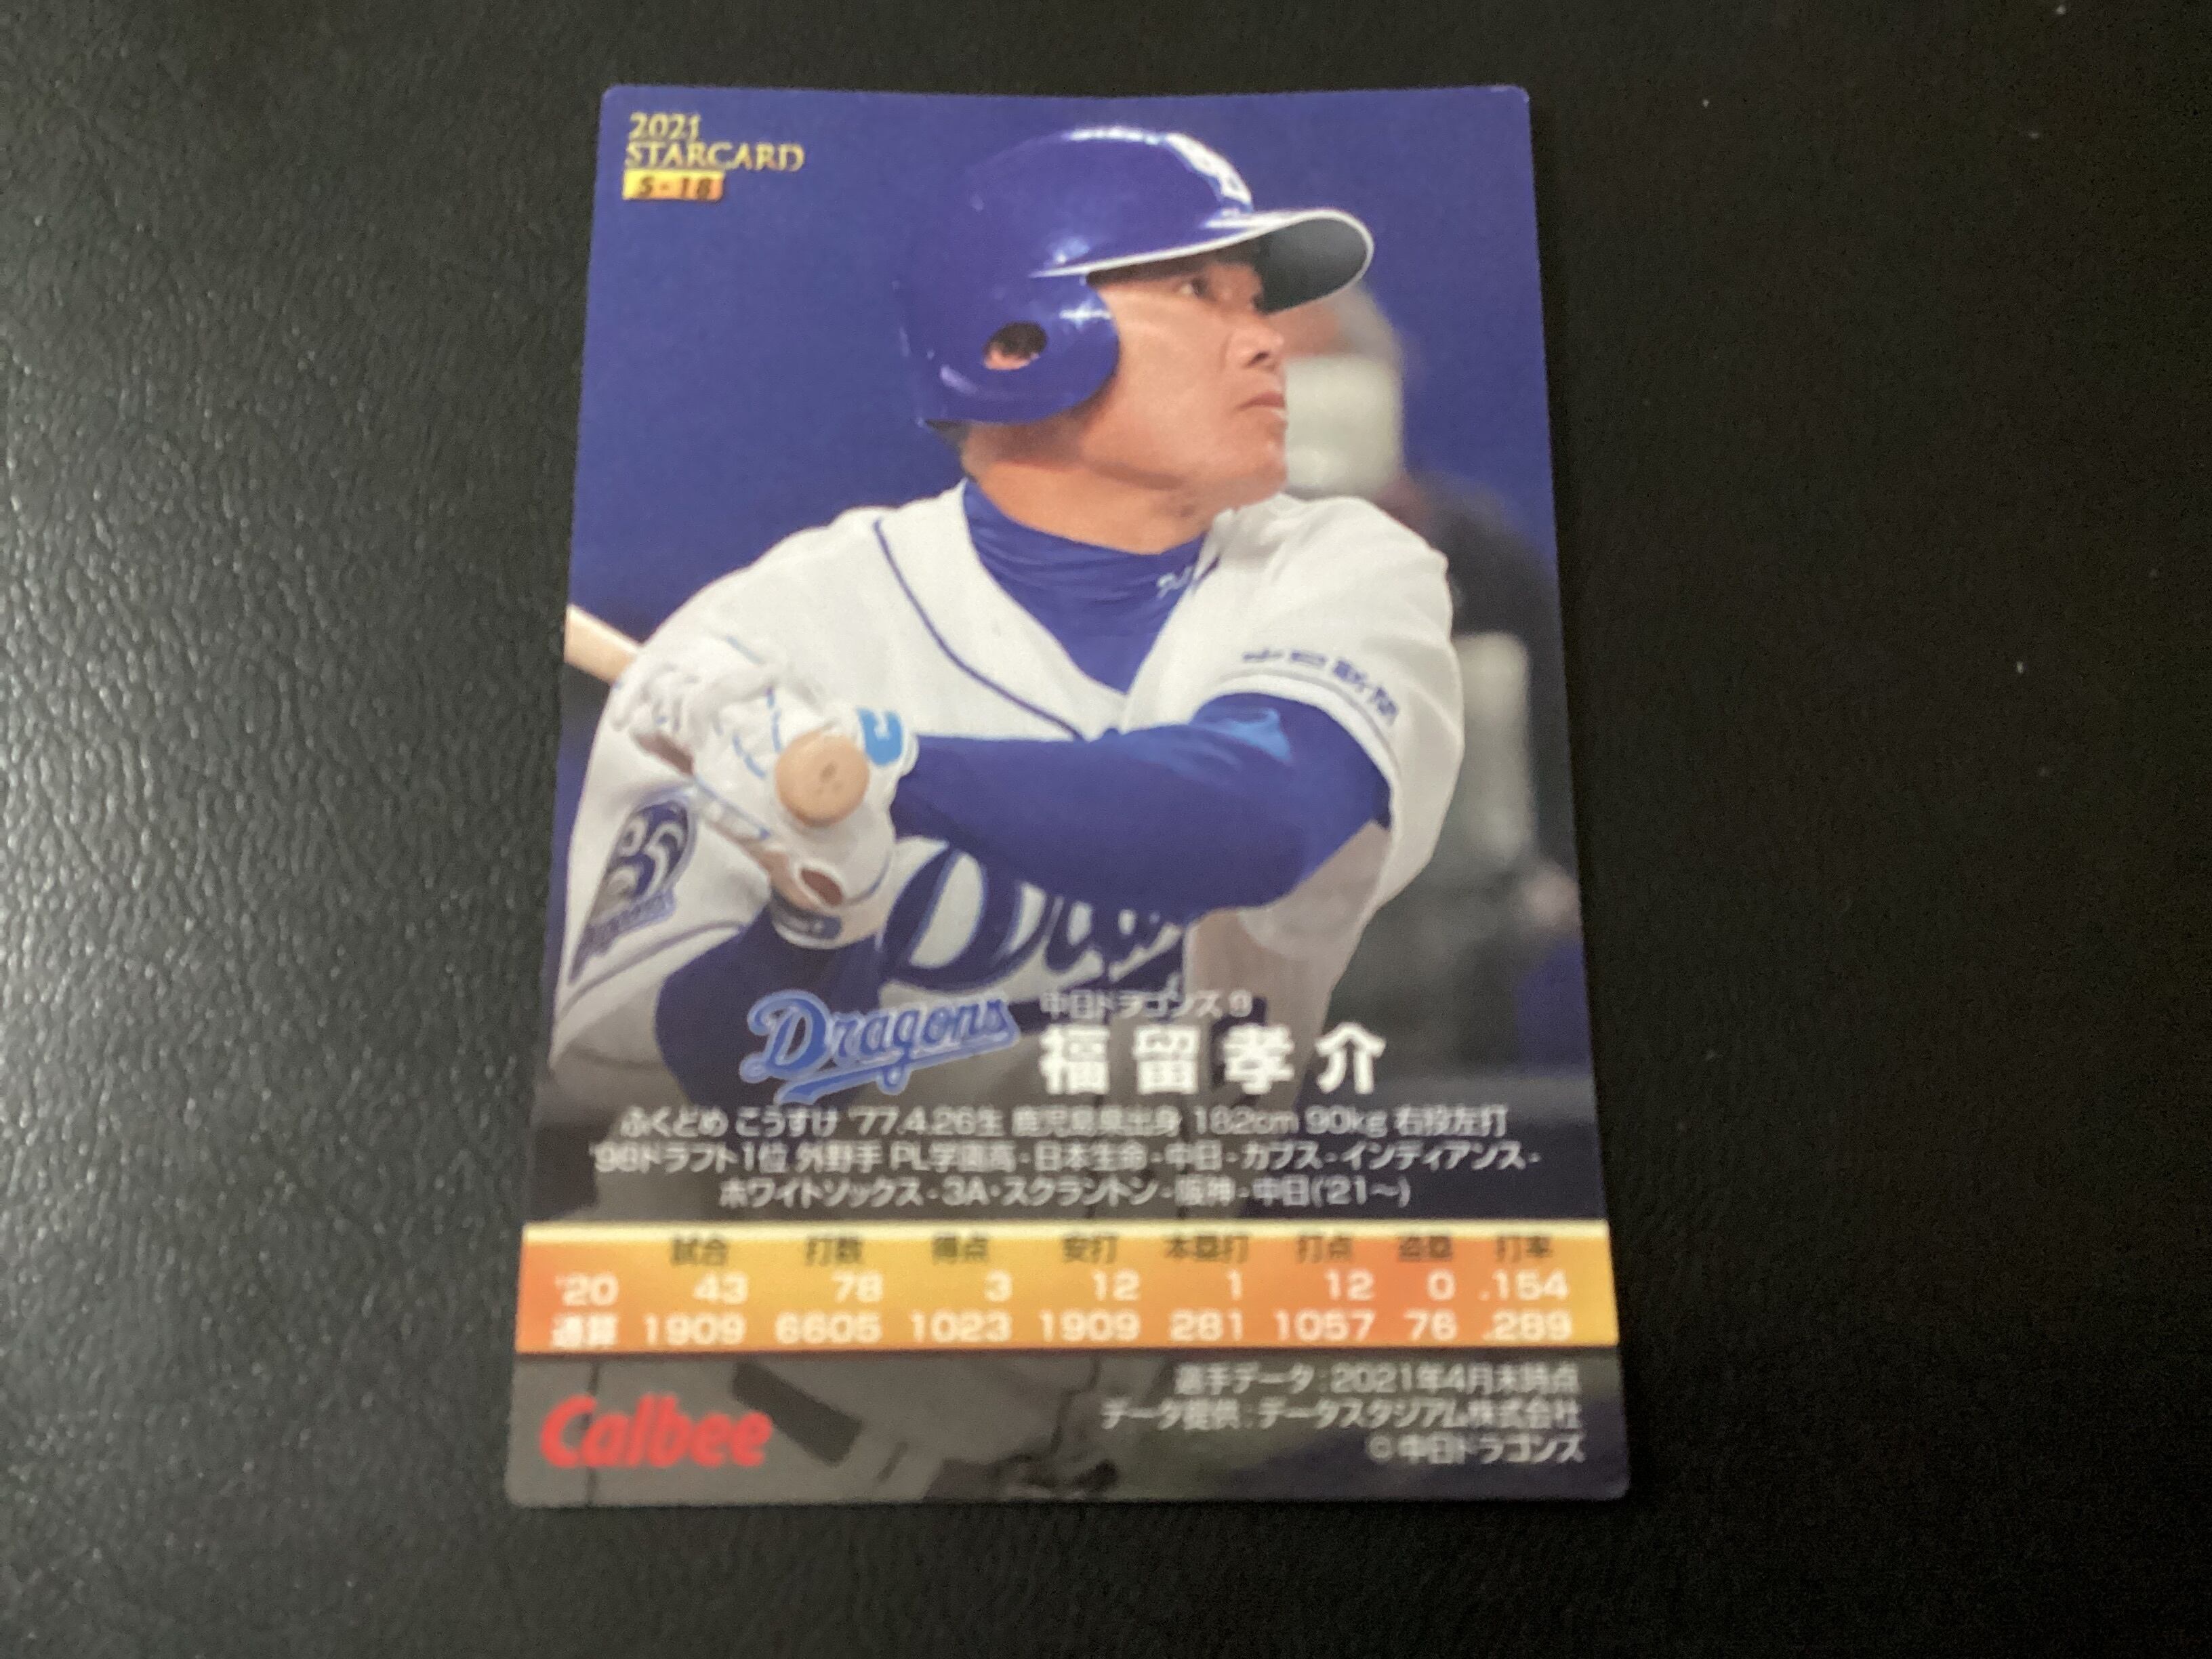 2021
STARCARD
S-18
中日新聞
Dragons
中日ドラゴンズ 9
福留孝介
ふくどめ こうすけ '77.4.26生 鹿児島県出身 182cm 90kg 右投左打
'98ドラフト1位 外野手 PL学園高-日本生命-中日-カブス-インディアンス-
ホワイトソックス-3A・スクラントン-阪神-中日('21〜)
試合 打数 得点 安打 本塁打 打点 盗塁 打率
'20 43 78 3 12 1 12 0 .154
通算 1909 6605 1023 1909 281 1057 76 .289
Calbee
選手データ:2021年4月末時点
データ提供:データスタジアム株式会社
© 中日ドラゴンズ